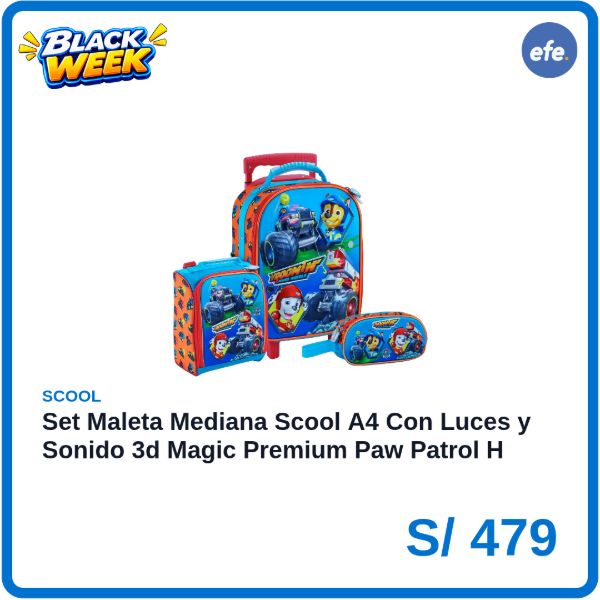 BLACK
WEEK
efe.
SCOOL
Set Maleta Mediana Scool A4 Con Luces y
Sonido 3d Magic Premium Paw Patrol H
S/ 479